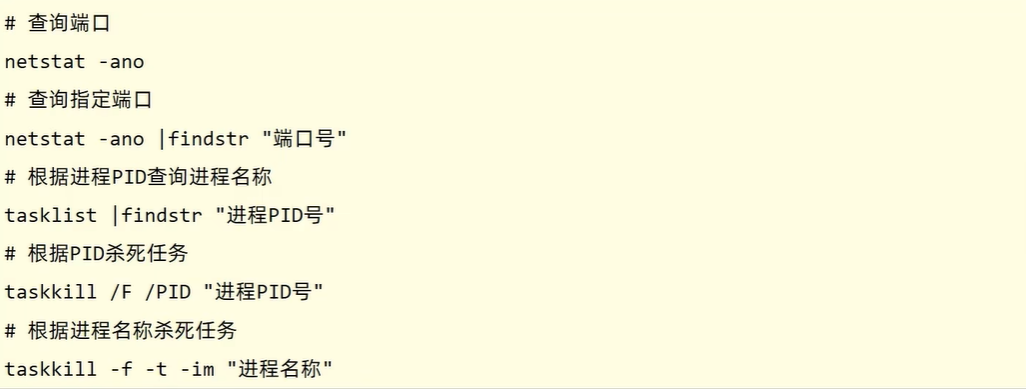 # 查询端口
netstat -ano
# 查询指定端口
netstat -ano |findstr "端口号"
# 根据进程PID查询进程名称
tasklist |findstr "进程PID号"
# 根据PID杀死任务
taskkill /F /PID "进程PID号"
# 根据进程名称杀死任务
taskkill -f -t -im "进程名称"